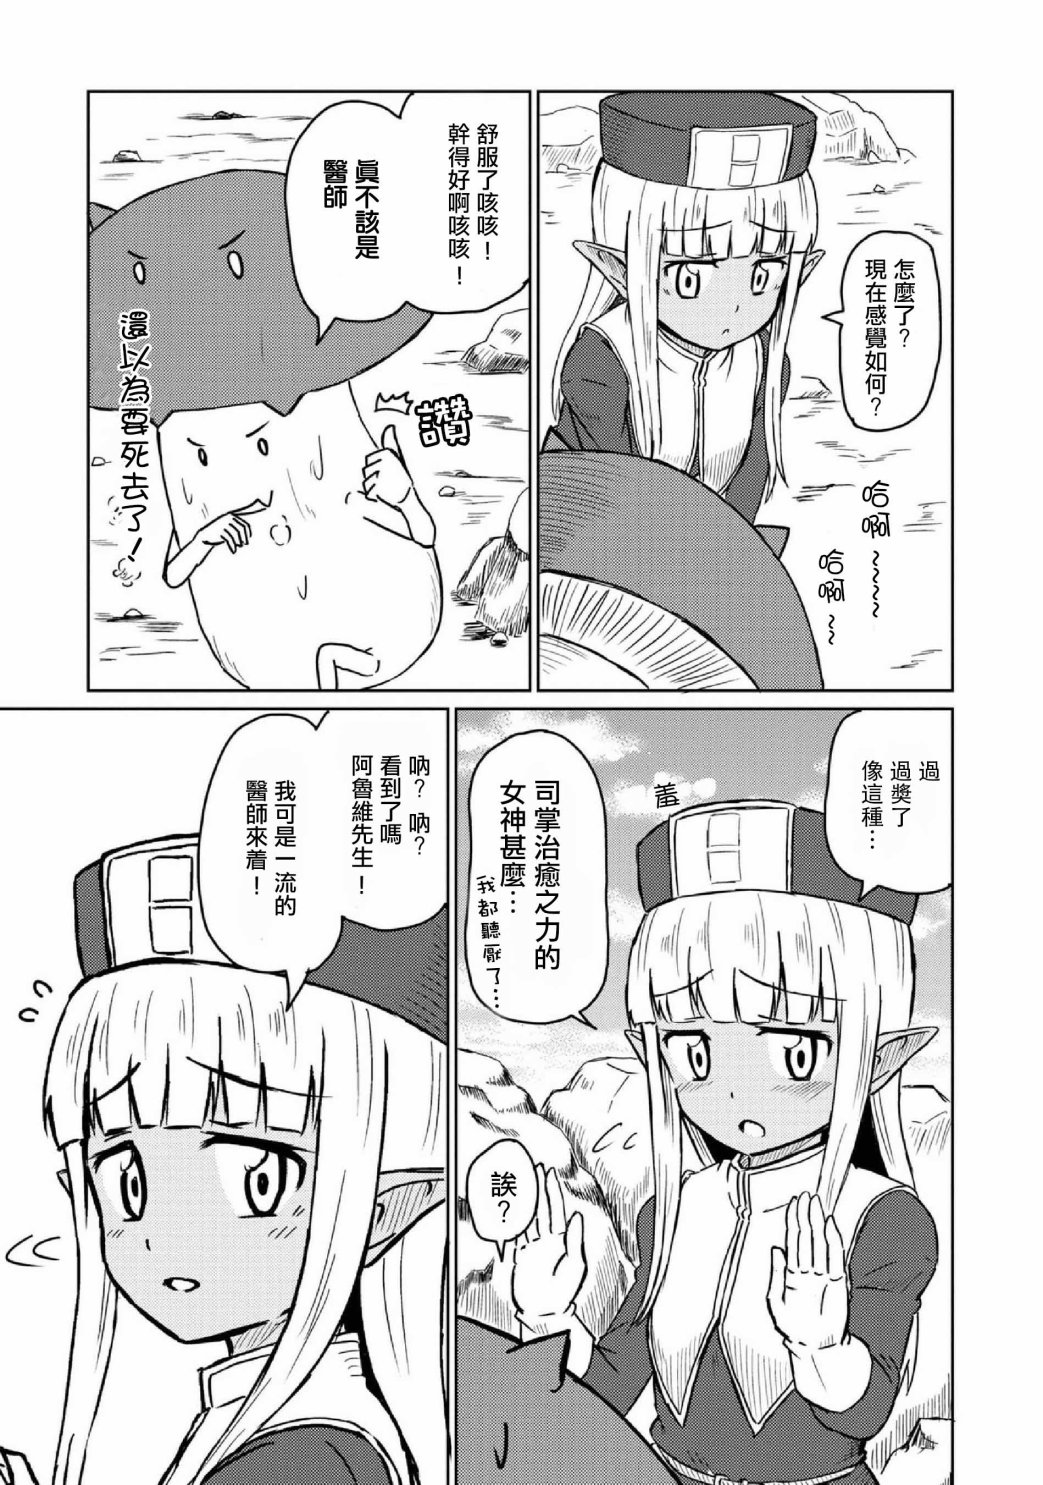 怎麼了？
現在感覺如何？
哈啊～～～～
哈啊～～
舒服了咳咳！
幹得好啊咳咳！
真不該是
醫師
讚
還以為要死去了！
過
過獎了
像這種…
羞
司掌治癒之力的
女神甚麼…
我都聽厭了…
誒？
吶？吶？
看到了嗎
阿魯維先生！
我可是一流的
醫師來着！